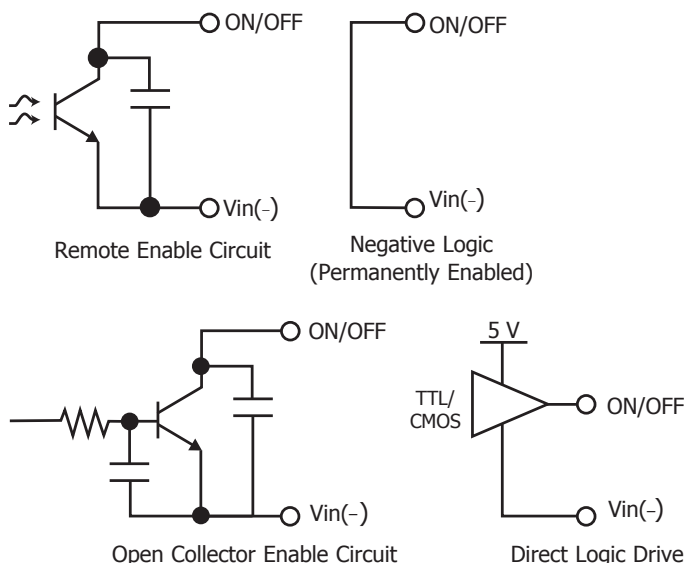 ON/OFF
Vin(–)
Remote Enable Circuit
ON/OFF
Vin(–)
Negative Logic
(Permanently Enabled)
ON/OFF
Vin(–)
Open Collector Enable Circuit
5 V
TTL/
CMOS
ON/OFF
Vin(–)
Direct Logic Drive